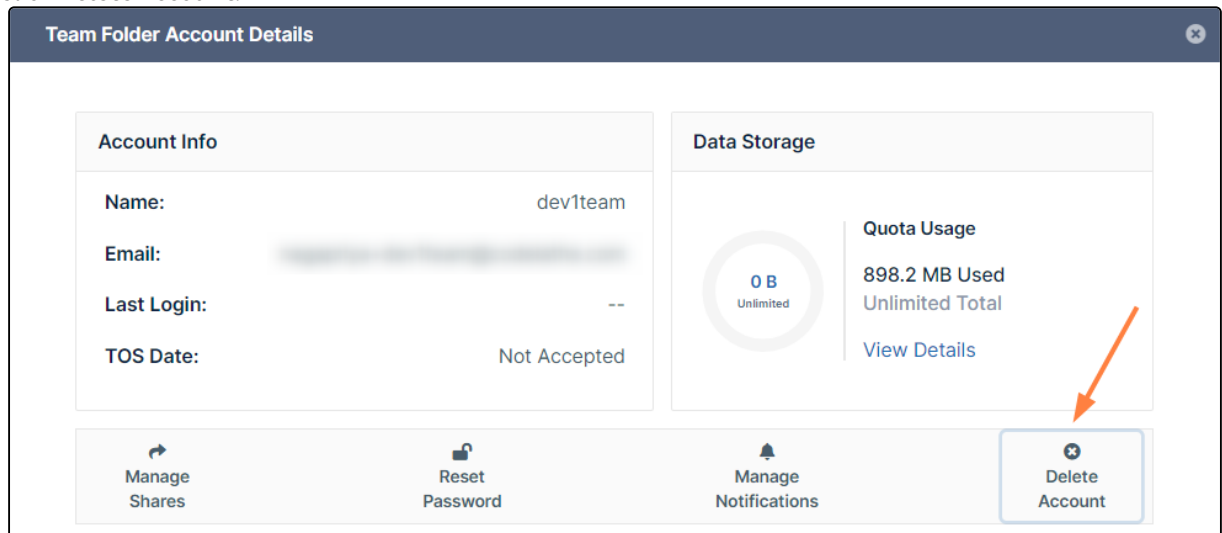 Team Folder Account Details
Account Info
Name:
dev1team
Email:
Last Login:
--
TOS Date:
Not Accepted
Data Storage
0 B
Unlimited
Quota Usage
898.2 MB Used
Unlimited Total
View Details
Manage
Shares
Reset
Password
Manage
Notifications
Delete
Account